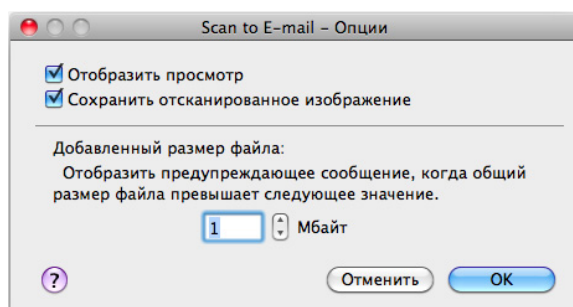 Scan to E-mail – Опции
Отобразить просмотр
Сохранить отсканированное изображение
Добавленный размер файла:
Отобразить предупреждающее сообщение, когда общий
размер файла превышает следующее значение.
1 Мбайт
? Отменить OK